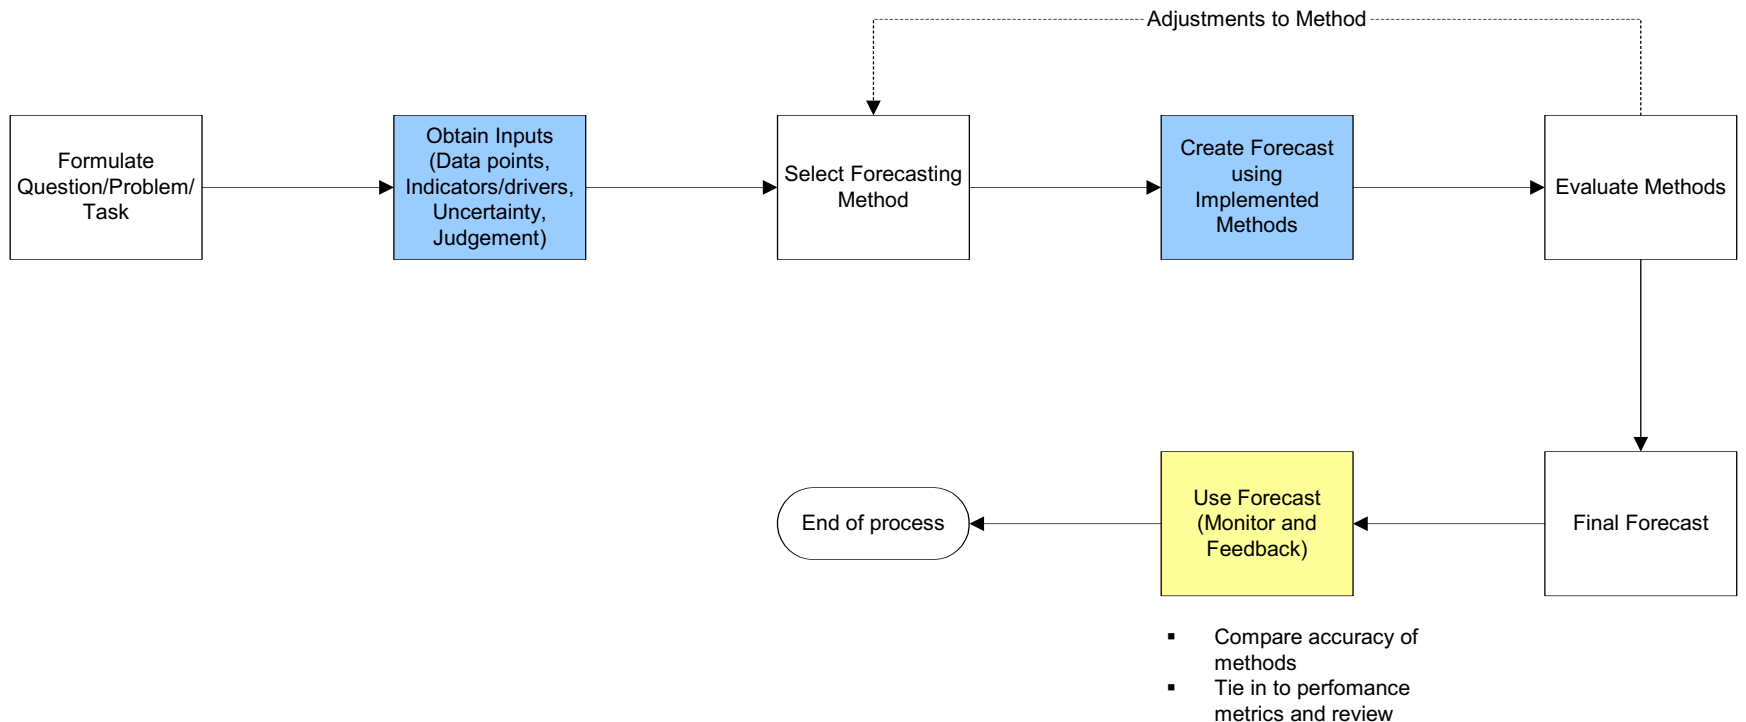 Adjustments to Method
Formulate
Question/Problem/
Task
Obtain Inputs
(Data points,
Indicators/drivers,
Uncertainty,
Judgement)
Select Forecasting
Method
Create Forecast
using
Implemented
Methods
Evaluate Methods
End of process
Use Forecast
(Monitor and
Feedback)
Final Forecast
▪ Compare accuracy of
methods
▪ Tie in to perfomance
metrics and review